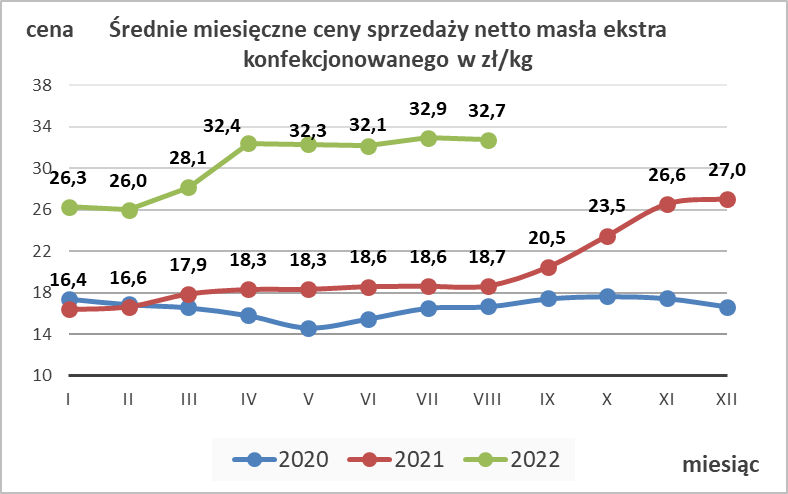 cena
Średnie miesięczne ceny sprzedaży netto masła ekstra
konfekcjonowanego w zł/kg
38
34
30
26
22
18
14
10
26,3 26,0 28,1 32,4 32,3 32,1 32,9 32,7
16,4 16,6 17,9 18,3 18,3 18,6 18,6 18,7 20,5 23,5 26,6 27,0
I II III IV V VI VII VIII IX X XI XII
2020 2021 2022
miesiąc